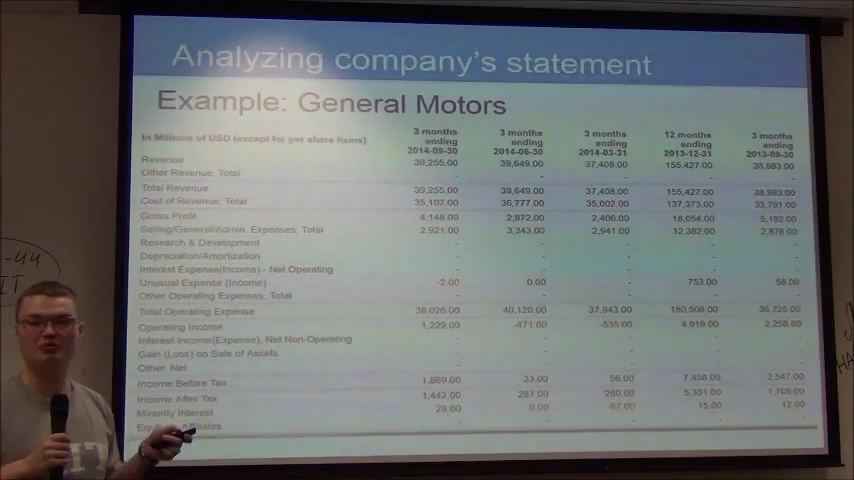 Analyzing company's statement
Example: General Motors
In Millions of USD (except for per share items) 3 months ending 2014-09-30 3 months ending 2014-06-30 3 months ending 2014-03-31 12 months ending 2013-12-31 3 months ending 2013-09-30
Revenue 39,255.00 39,649.00 37,408.00 155,427.00 38,983.00
Other Revenue, Total - - - - -
Total Revenue 39,255.00 39,649.00 37,408.00 155,427.00 38,983.00
Cost of Revenue, Total 35,107.00 36,777.00 35,002.00 137,373.00 33,791.00
Gross Profit 4,148.00 2,872.00 2,406.00 18,054.00 5,192.00
Selling/General/Admin. Expenses, Total 2,921.00 3,343.00 2,941.00 12,382.00 2,876.00
Research & Development - - - - -
Depreciation/Amortization - - - - -
Interest Expense(Income) - Net Operating - - - - -
Unusual Expense (Income) -2.00 0.00 - 753.00 58.00
Other Operating Expenses, Total - - - - -
Total Operating Expense 38,026.00 40,120.00 37,943.00 150,508.00 36,725.00
Operating Income 1,229.00 -471.00 -535.00 4,919.00 2,258.00
Interest Income(Expense), Net Non-Operating - - - - -
Gain (Loss) on Sale of Assets - - - - -
Other, Net - - - - -
Income Before Tax 1,869.00 33.00 56.00 7,458.00 2,547.00
Income After Tax 1,442.00 287.00 280.00 5,331.00 1,705.00
Minority Interest 29.00 -9.00 -67.00 15.00 12.00